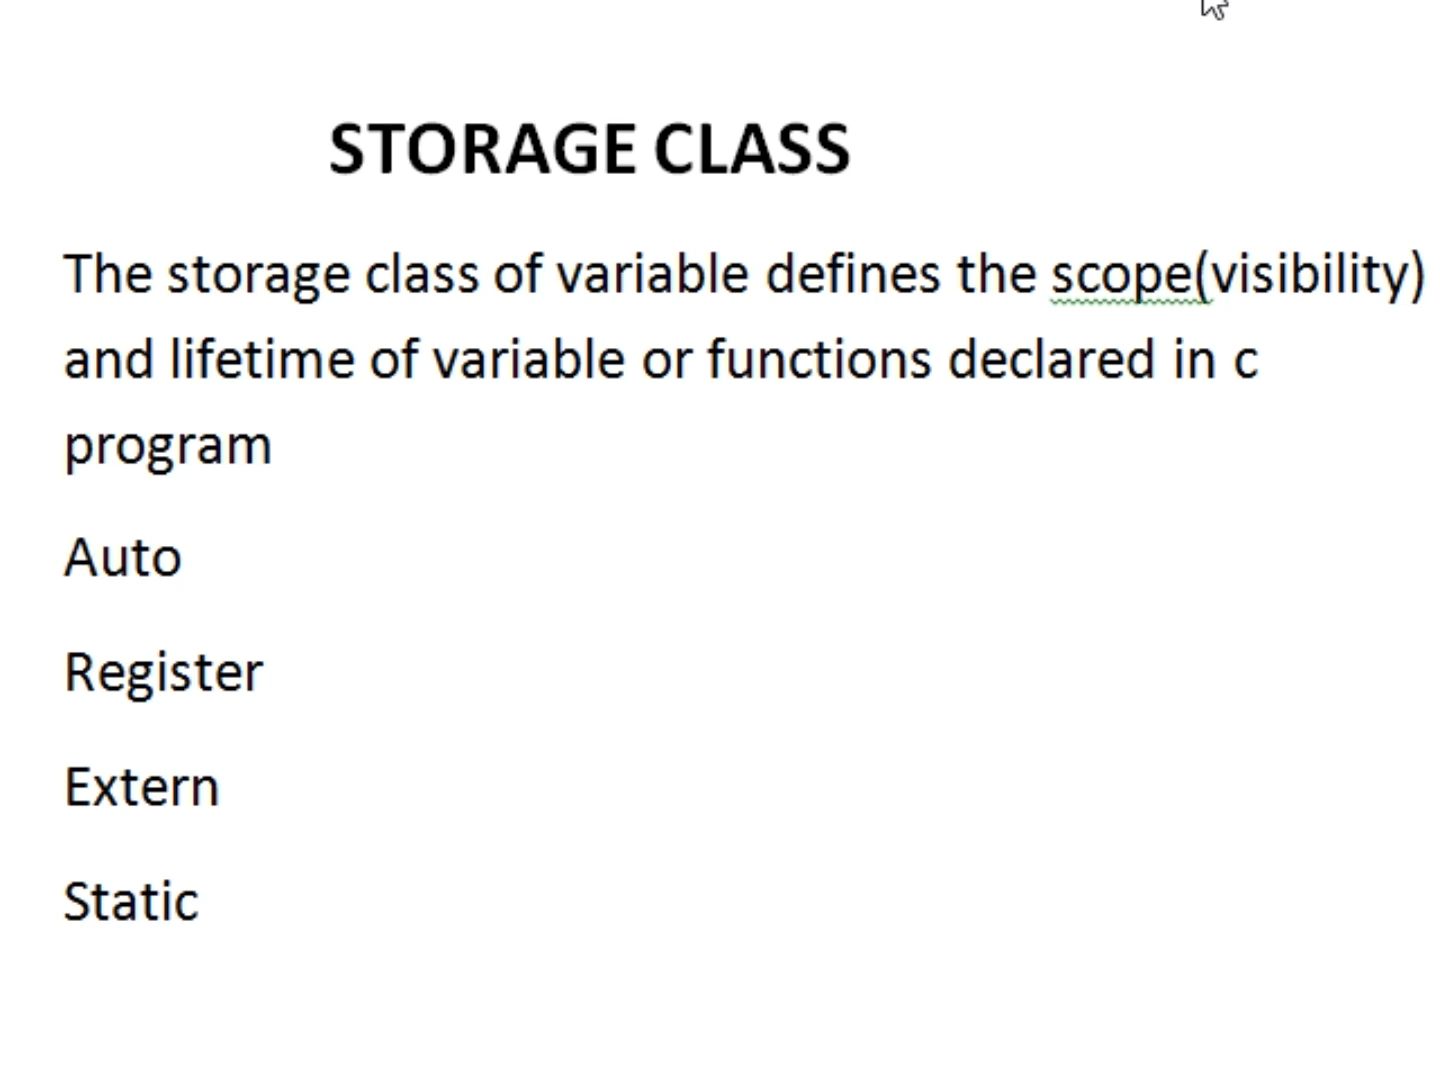 STORAGE CLASS
The storage class of variable defines the scope(visibility)
and lifetime of variable or functions declared in c
program
Auto
Register
Extern
Static